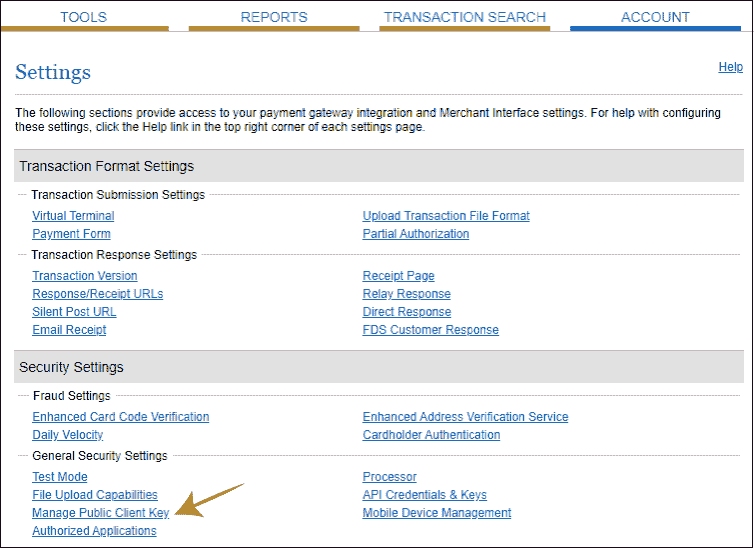 TOOLS REPORTS TRANSACTION SEARCH ACCOUNT
Settings
Help
The following sections provide access to your payment gateway integration and Merchant Interface settings. For help with configuring
these settings, click the Help link in the top right corner of each settings page.
Transaction Format Settings
Transaction Submission Settings
Virtual Terminal Upload Transaction File Format
Payment Form Partial Authorization
Transaction Response Settings
Transaction Version Receipt Page
Response/Receipt URLs Relay Response
Silent Post URL Direct Response
Email Receipt FDS Customer Response
Security Settings
Fraud Settings
Enhanced Card Code Verification Enhanced Address Verification Service
Daily Velocity Cardholder Authentication
General Security Settings
Test Mode Processor
File Upload Capabilities API Credentials & Keys
Manage Public Client Key Mobile Device Management
Authorized Applications